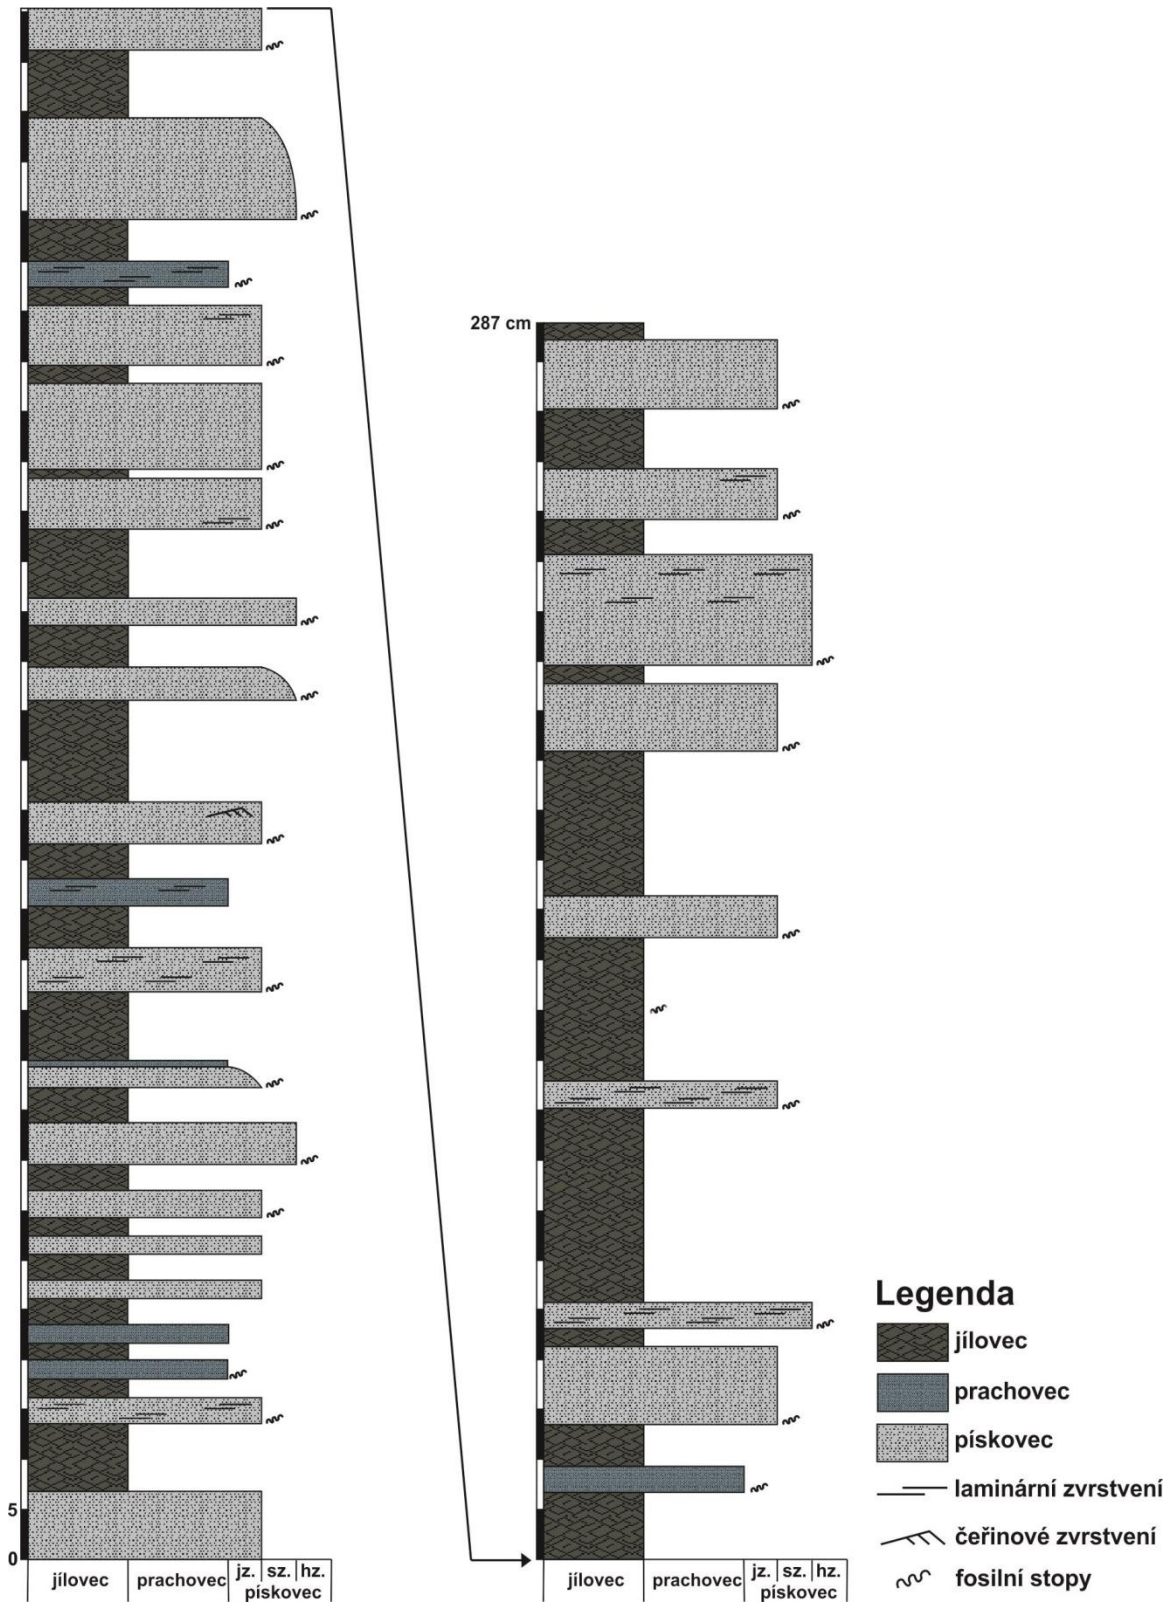 287 cm
5
0
jílovec
prachovec
jz. sz. hz.
pískovec
jílovec
prachovec
jz. sz. hz.
pískovec
Legenda
jílovec
prachovec
pískovec
laminární zvrstvení
čeřinové zvrstvení
fosilní stopy